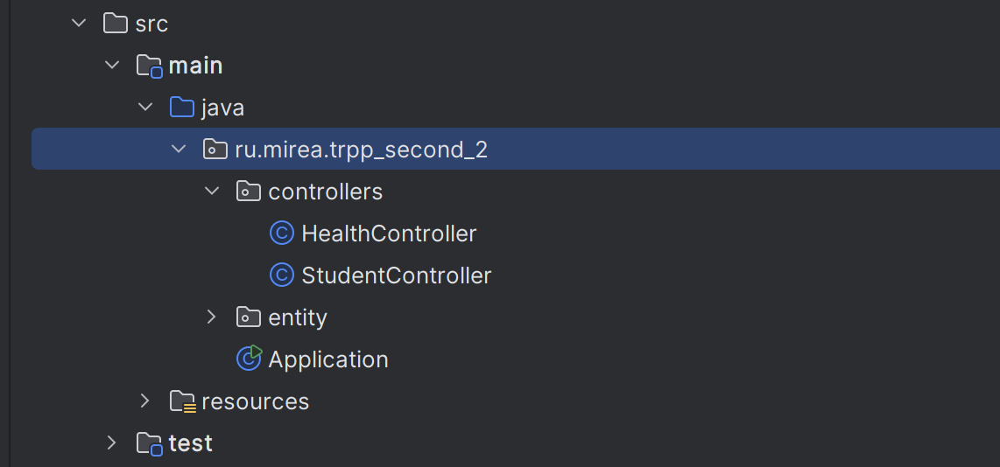 src
main
java
ru.mirea.trpp_second_2
controllers
HealthController
StudentController
entity
Application
resources
test